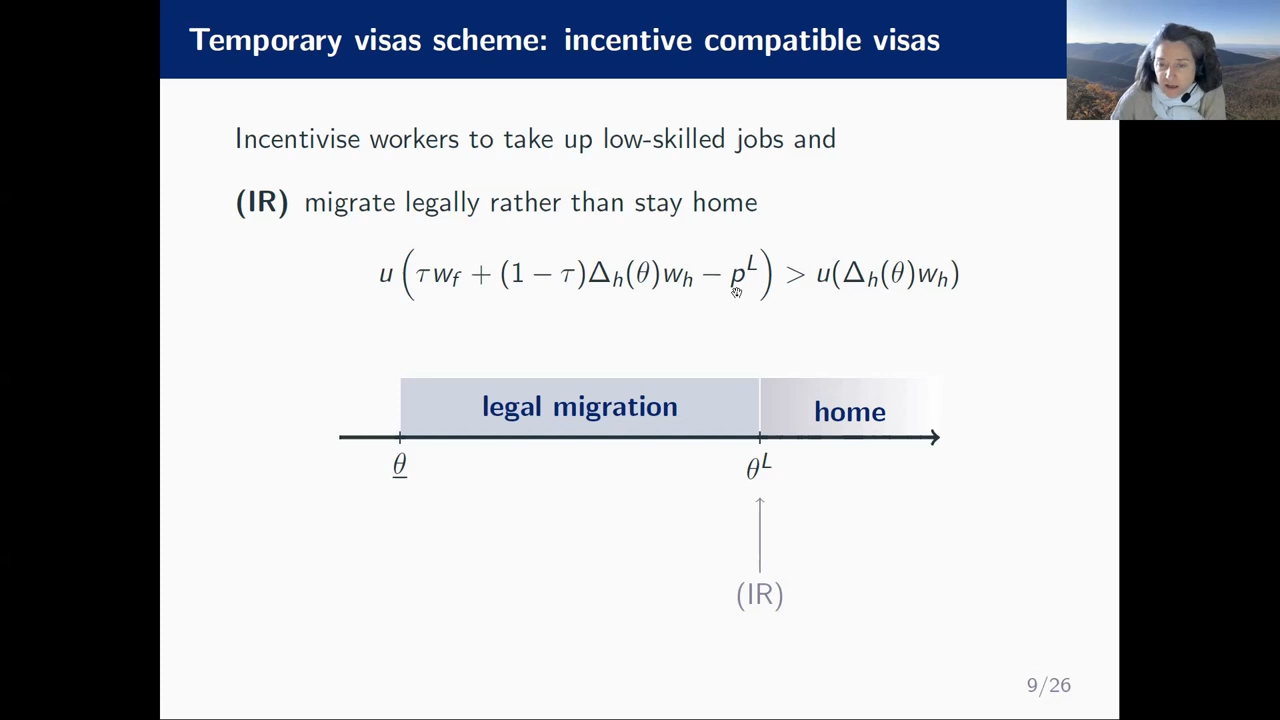 Temporary visas scheme: incentive compatible visas
Incentivise workers to take up low-skilled jobs and
(IR) migrate legally rather than stay home
u(τw_f + (1 − τ)Δ_h(θ)w_h − p^L) > u(Δ_h(θ)w_h)
legal migration home
θ̲ θ^L
(IR)
9/26